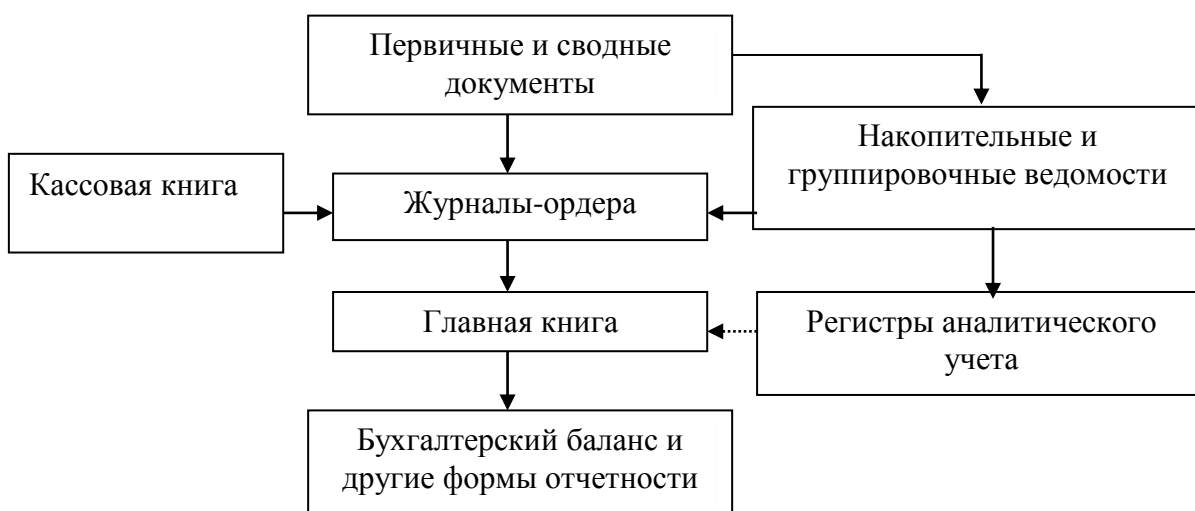 Первичные и сводные
документы
Накопительные и
группировочные ведомости
Кассовая книга
Журналы-ордера
Главная книга
Регистры аналитического
учета
Бухгалтерский баланс и
другие формы отчетности